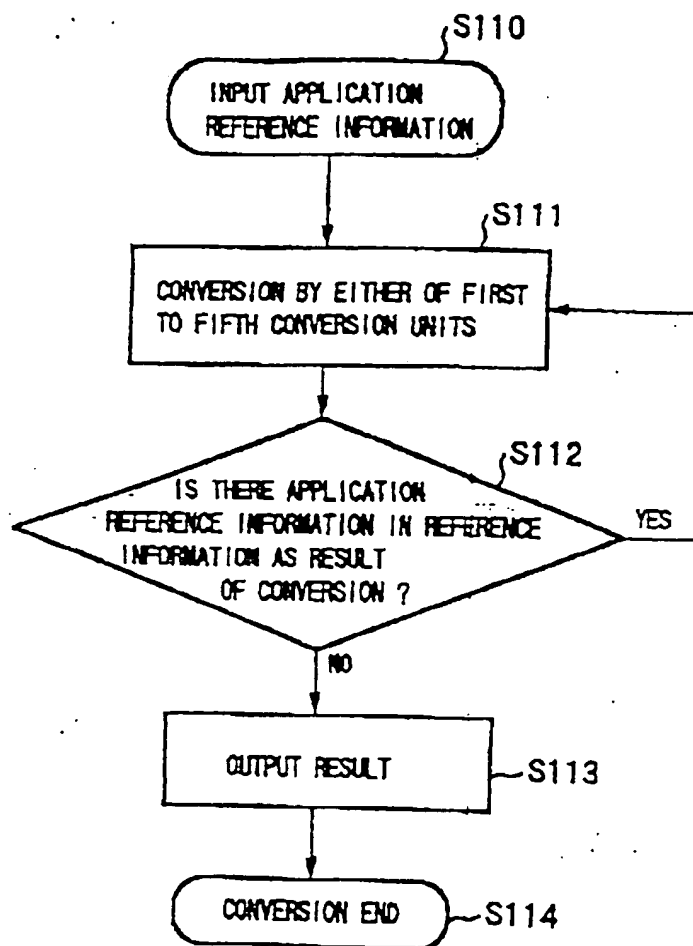 S110
INPUT APPLICATION
REFERENCE INFORMATION
S111
CONVERSION BY EITHER OF FIRST
TO FIFTH CONVERSION UNITS
S112
IS THERE APPLICATION
REFERENCE INFORMATION IN REFERENCE
INFORMATION AS RESULT
OF CONVERSION ?
YES
NO
OUTPUT RESULT
S113
CONVERSION END
S114